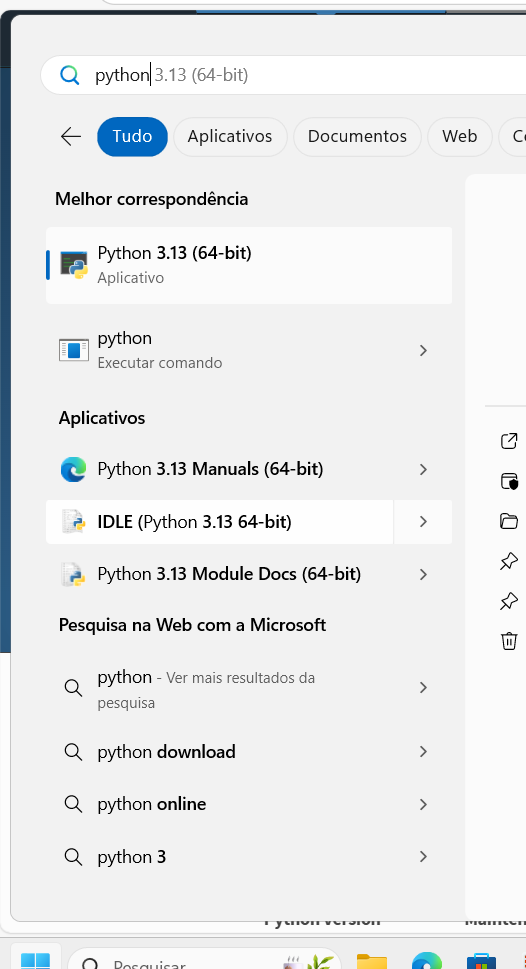 python 3.13 (64-bit)
Tudo Aplicativos Documentos Web
Melhor correspondência
Python 3.13 (64-bit)
Aplicativo
python
Executar comando
Aplicativos
Python 3.13 Manuals (64-bit)
IDLE (Python 3.13 64-bit)
Python 3.13 Module Docs (64-bit)
Pesquisa na Web com a Microsoft
python - Ver mais resultados da
pesquisa
python download
python online
python 3
Python version
Pesquisar